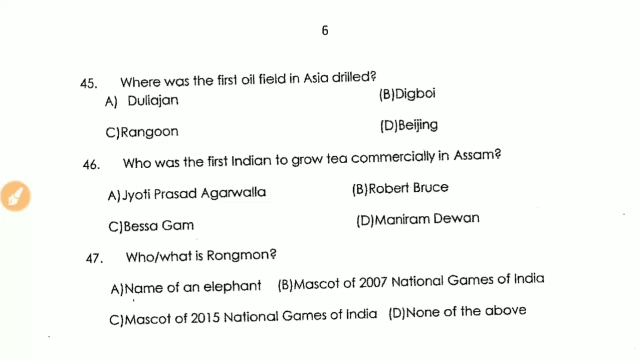 6
45. Where was the first oil field in Asia drilled?
A) Duliajan (B)Digboi
C)Rangoon (D)Beijing
46. Who was the first Indian to grow tea commercially in Assam?
A)Jyoti Prasad Agarwalla (B)Robert Bruce
C)Bessa Gam (D)Maniram Dewan
47. Who/what is Rongmon?
A)Name of an elephant (B)Mascot of 2007 National Games of India
C)Mascot of 2015 National Games of India (D)None of the above